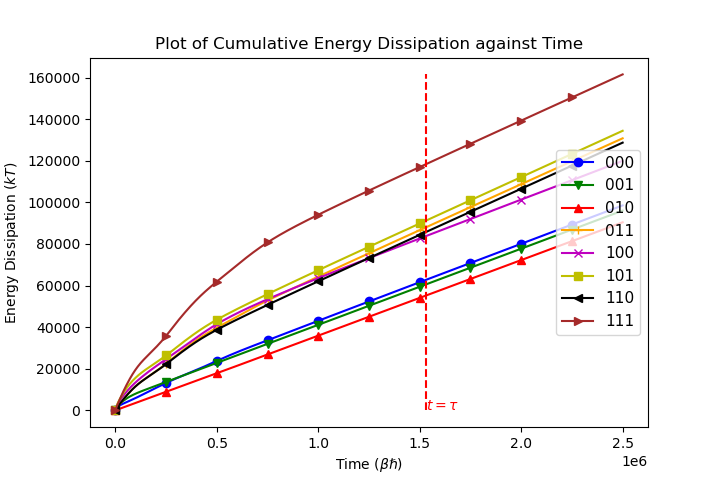 Plot of Cumulative Energy Dissipation against Time
Energy Dissipation (kT)
160000
140000
120000
100000
80000
60000
40000
20000
0
000
001
010
011
100
101
110
111
t = τ
0.0 0.5 1.0 1.5 2.0 2.5
1e6
Time (βħ)